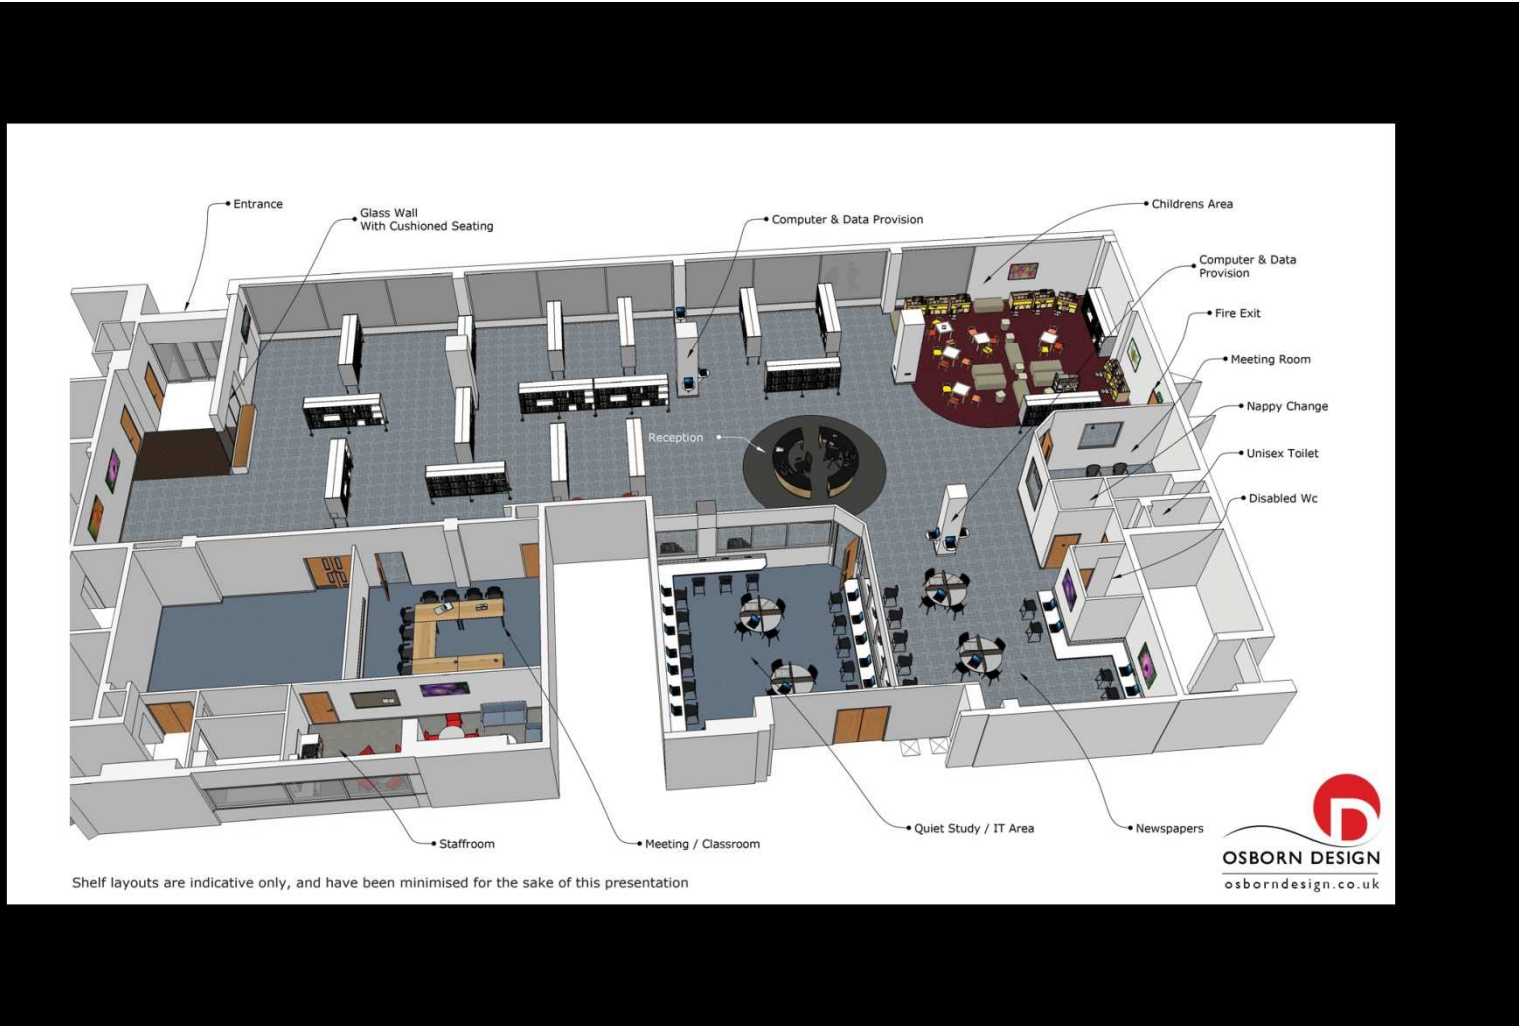 Entrance
Glass Wall
With Cushioned Seating
Computer & Data Provision
Childrens Area
Computer & Data
Provision
Fire Exit
Meeting Room
Nappy Change
Reception
Unisex Toilet
Disabled Wc
Quiet Study / IT Area
Newspapers
Staffroom
Meeting / Classroom
OSBORN DESIGN
osborndesign.co.uk
Shelf layouts are indicative only, and have been minimised for the sake of this presentation